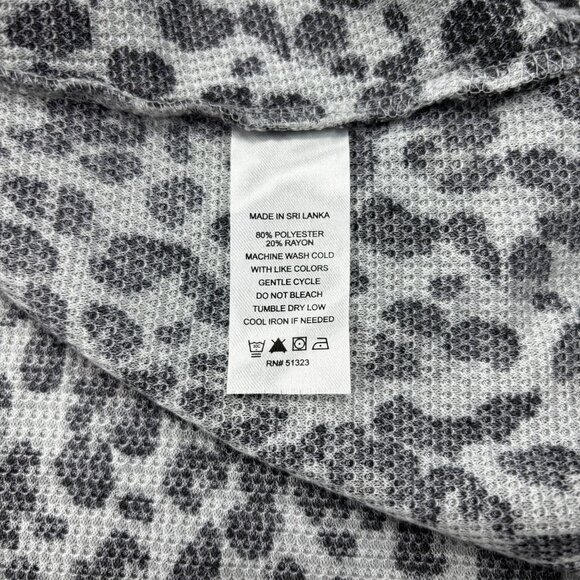 MADE IN SRI LANKA
80% POLYESTER
20% RAYON
MACHINE WASH COLD
WITH LIKE COLORS
GENTLE CYCLE
DO NOT BLEACH
TUMBLE DRY LOW
COOL IRON IF NEEDED
RN# 51323